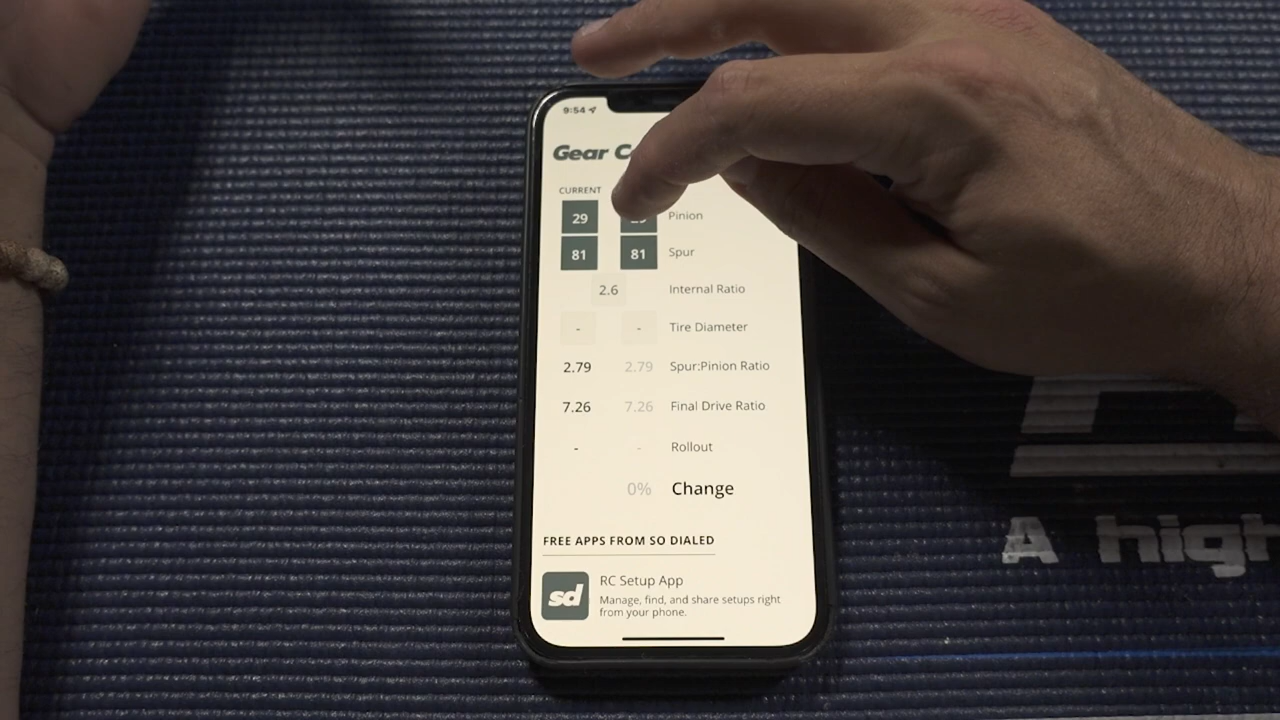 9:54
Gear
CURRENT
29 Pinion
81 81 Spur
2.6 Internal Ratio
- - Tire Diameter
2.79 2.79 Spur:Pinion Ratio
7.26 7.26 Final Drive Ratio
- - Rollout
0% Change
FREE APPS FROM SO DIALED
sd
RC Setup App
Manage, find, and share setups right
from your phone.
A high